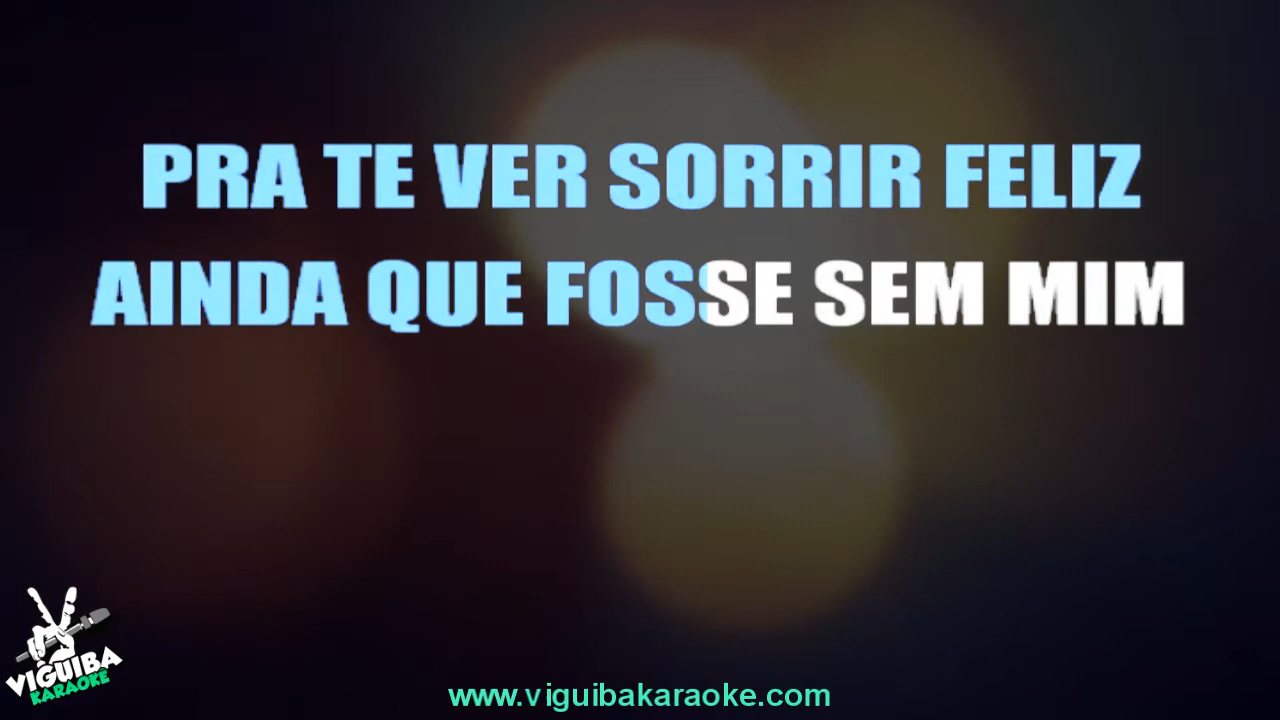 PRA TE VER SORRIR FELIZ
AINDA QUE FOSSE SEM MIM
VIGUIBA
KARAOKE
www.viguibakaraoke.com